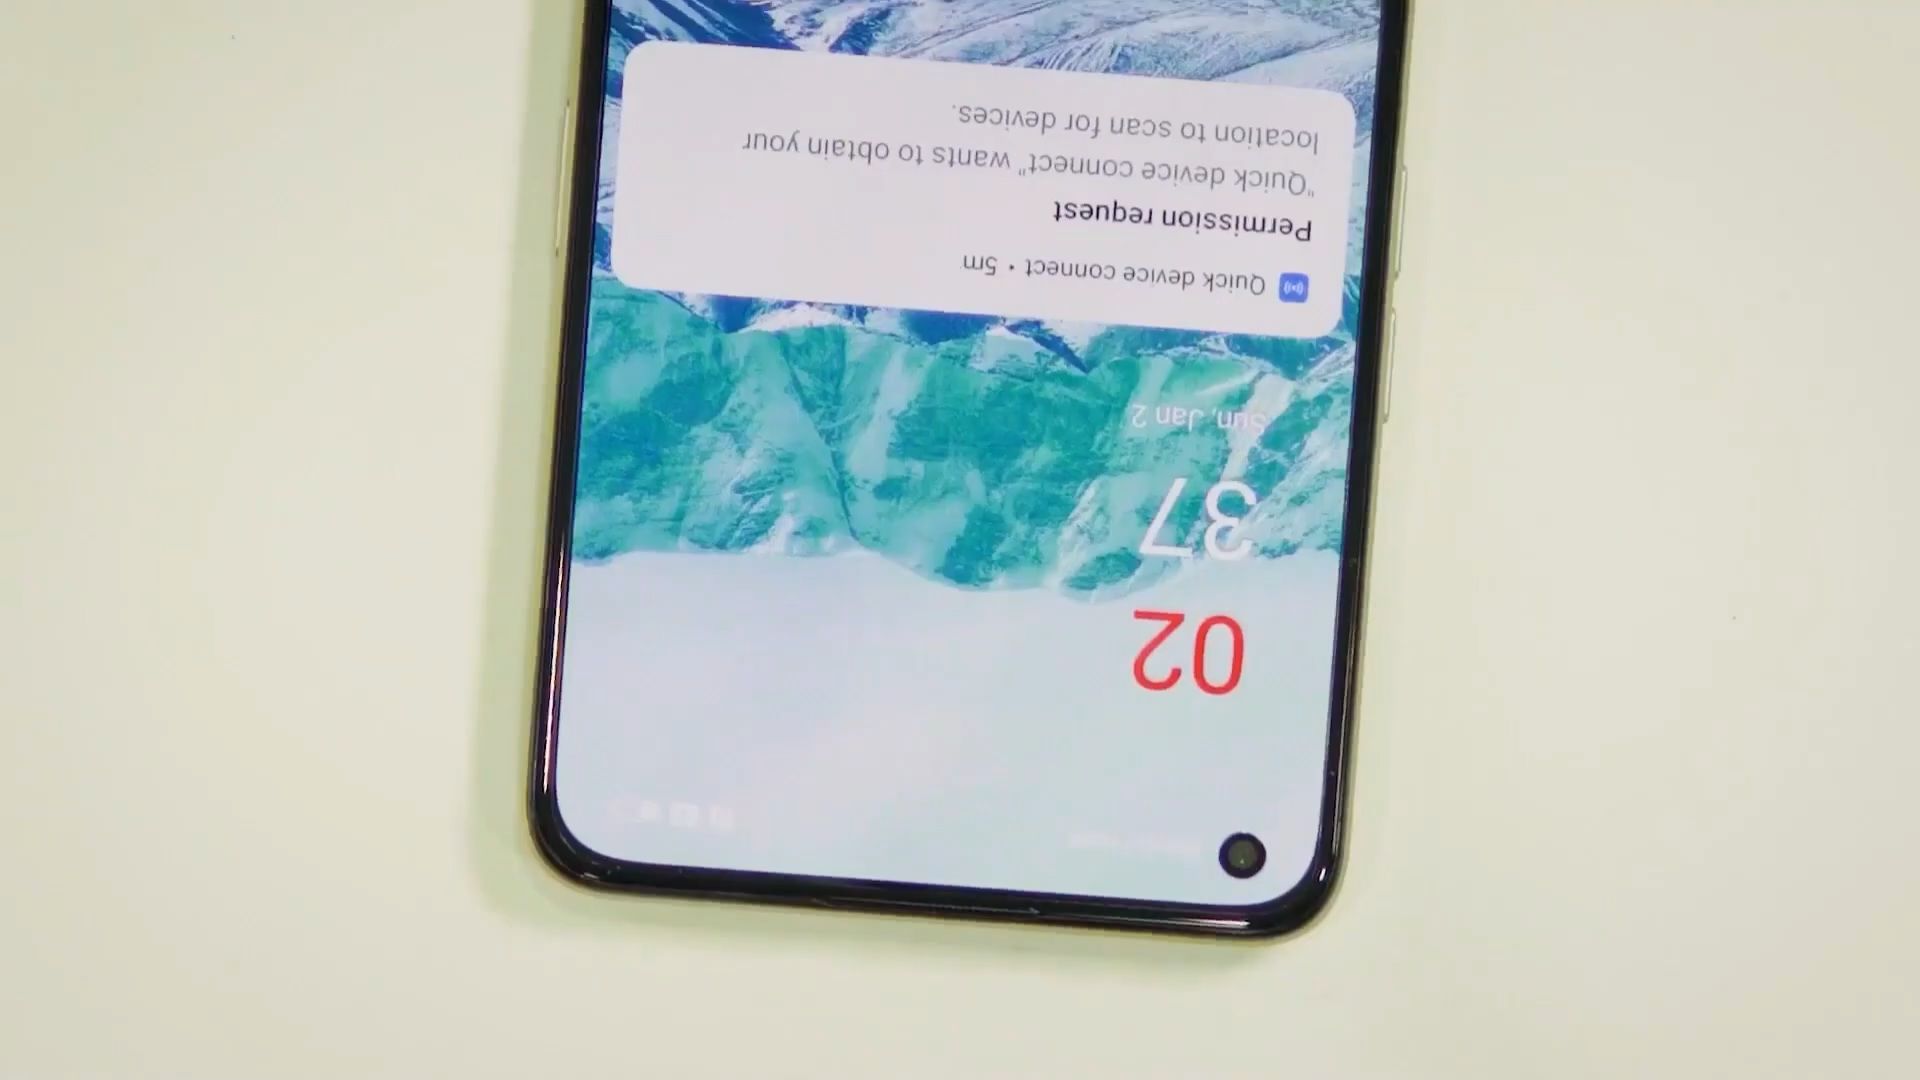 02
37
Sun, Jan 2
Quick device connect • 5m
Permission request
"Quick device connect" wants to obtain your
location to scan for devices.